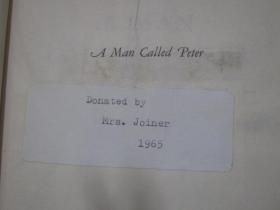 A Man Called Peter
Donated by
Mrs. Joiner
1965